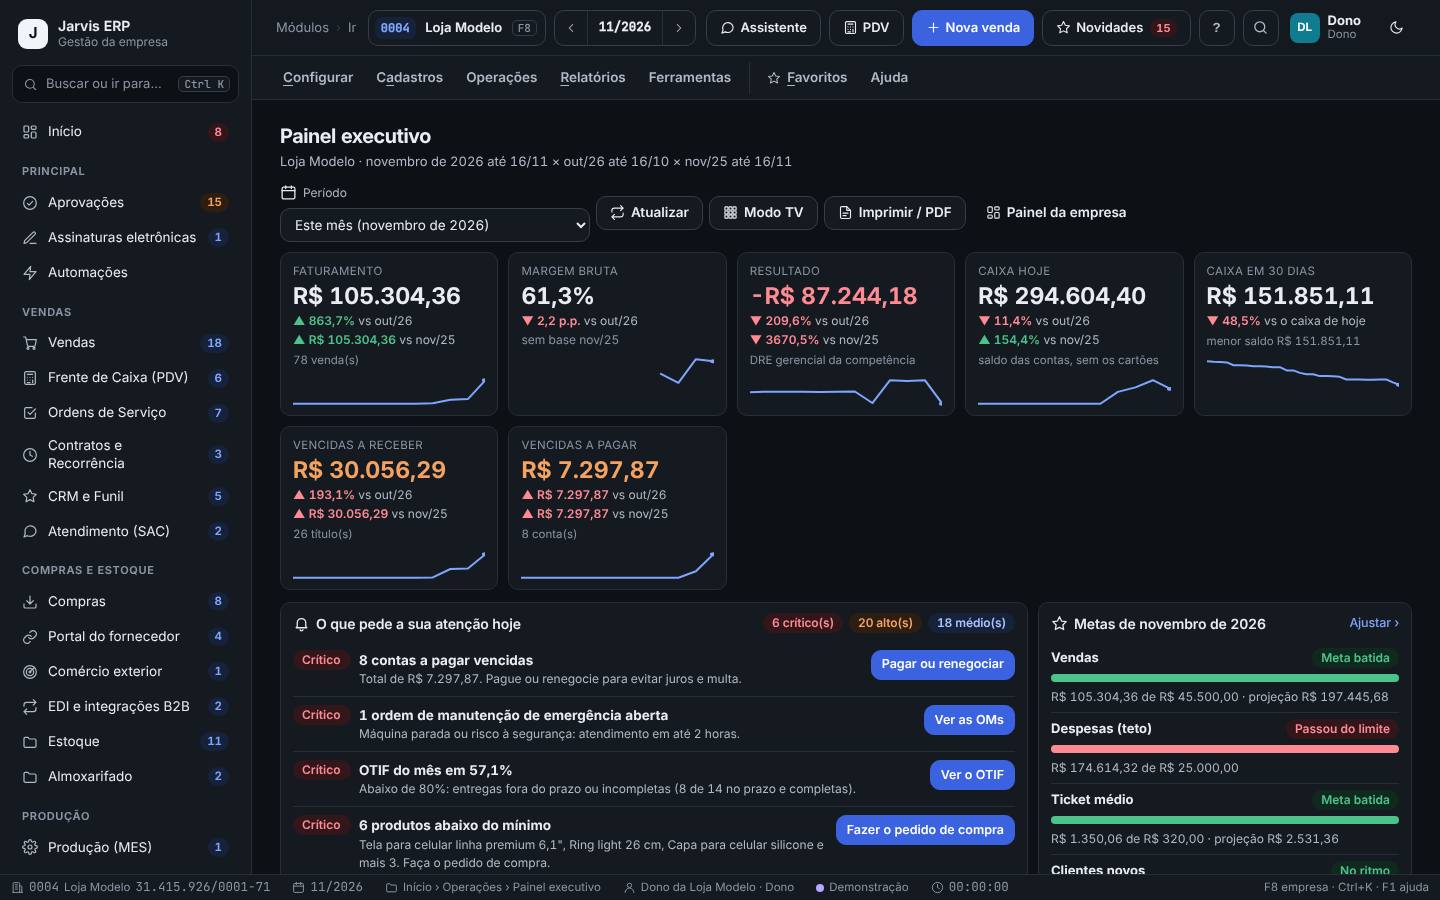 J
Jarvis ERP
Gestão da empresa
Buscar ou ir para... Ctrl K
Início 8
PRINCIPAL
Aprovações 15
Assinaturas eletrônicas 1
Automações
VENDAS
Vendas 18
Frente de Caixa (PDV) 6
Ordens de Serviço 7
Contratos e
Recorrência 3
CRM e Funil 5
Atendimento (SAC) 2
COMPRAS E ESTOQUE
Compras 8
Portal do fornecedor 4
Comércio exterior 1
EDI e integrações B2B 2
Estoque 11
Almoxarifado 2
PRODUÇÃO
Produção (MES) 1
Módulos › Ir 0004 Loja Modelo F8 ‹ 11/2026 › Assistente PDV + Nova venda Novidades 15 ? DL Dono
Dono
Configurar Cadastros Operações Relatórios Ferramentas Favoritos Ajuda
Painel executivo
Loja Modelo · novembro de 2026 até 16/11 × out/26 até 16/10 × nov/25 até 16/11
Período
Este mês (novembro de 2026) Atualizar Modo TV Imprimir / PDF Painel da empresa
FATURAMENTO
R$ 105.304,36
▲ 863,7% vs out/26
▲ R$ 105.304,36 vs nov/25
78 venda(s)
MARGEM BRUTA
61,3%
▼ 2,2 p.p. vs out/26
sem base nov/25
RESULTADO
-R$ 87.244,18
▼ 209,6% vs out/26
▼ 3670,5% vs nov/25
DRE gerencial da competência
CAIXA HOJE
R$ 294.604,40
▼ 11,4% vs out/26
▲ 154,4% vs nov/25
saldo das contas, sem os cartões
CAIXA EM 30 DIAS
R$ 151.851,11
▼ 48,5% vs o caixa de hoje
menor saldo R$ 151.851,11
VENCIDAS A RECEBER
R$ 30.056,29
▲ 193,1% vs out/26
▲ R$ 30.056,29 vs nov/25
26 título(s)
VENCIDAS A PAGAR
R$ 7.297,87
▲ R$ 7.297,87 vs out/26
▲ R$ 7.297,87 vs nov/25
8 conta(s)
O que pede a sua atenção hoje 6 crítico(s) 20 alto(s) 18 médio(s)
Crítico 8 contas a pagar vencidas Pagar ou renegociar
Total de R$ 7.297,87. Pague ou renegocie para evitar juros e multa.
Crítico 1 ordem de manutenção de emergência aberta Ver as OMs
Máquina parada ou risco à segurança: atendimento em até 2 horas.
Crítico OTIF do mês em 57,1% Ver o OTIF
Abaixo de 80%: entregas fora do prazo ou incompletas (8 de 14 no prazo e completas).
Crítico 6 produtos abaixo do mínimo Fazer o pedido de compra
Tela para celular linha premium 6,1", Ring light 26 cm, Capa para celular silicone e
mais 3. Faça o pedido de compra.
Metas de novembro de 2026 Ajustar ›
Vendas Meta batida
R$ 105.304,36 de R$ 45.500,00 · projeção R$ 197.445,68
Despesas (teto) Passou do limite
R$ 174.614,32 de R$ 25.000,00
Ticket médio Meta batida
R$ 1.350,06 de R$ 320,00 · projeção R$ 2.531,36
Clientes novos No ritmo
0004 Loja Modelo 31.415.926/0001-71 11/2026 Início › Operações › Painel executivo Dono da Loja Modelo · Dono Demonstração 00:00:00 F8 empresa · Ctrl+K · F1 ajuda